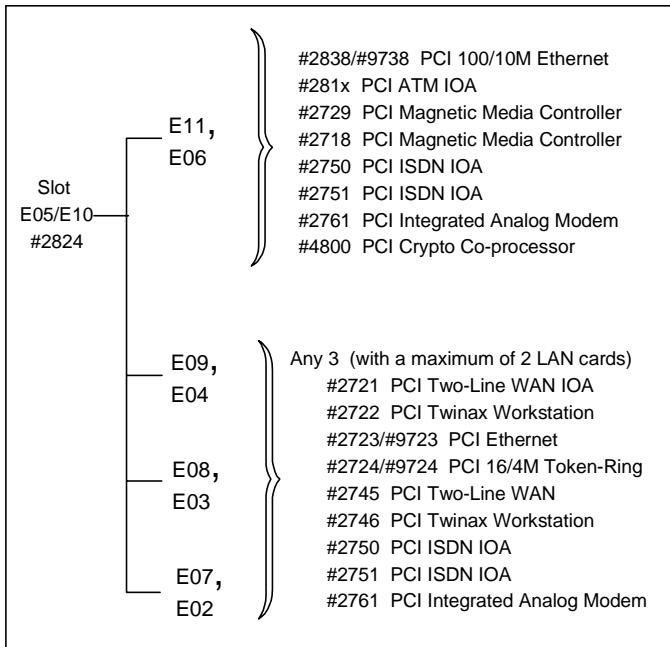 Slot
E05/E10
#2824
E11,
E06
#2838/#9738 PCI 100/10M Ethernet
#281x PCI ATM IOA
#2729 PCI Magnetic Media Controller
#2718 PCI Magnetic Media Controller
#2750 PCI ISDN IOA
#2751 PCI ISDN IOA
#2761 PCI Integrated Analog Modem
#4800 PCI Crypto Co-processor
E09,
E04
E08,
E03
E07,
E02
Any 3 (with a maximum of 2 LAN cards)
#2721 PCI Two-Line WAN IOA
#2722 PCI Twinax Workstation
#2723/#9723 PCI Ethernet
#2724/#9724 PCI 16/4M Token-Ring
#2745 PCI Two-Line WAN
#2746 PCI Twinax Workstation
#2750 PCI ISDN IOA
#2751 PCI ISDN IOA
#2761 PCI Integrated Analog Modem